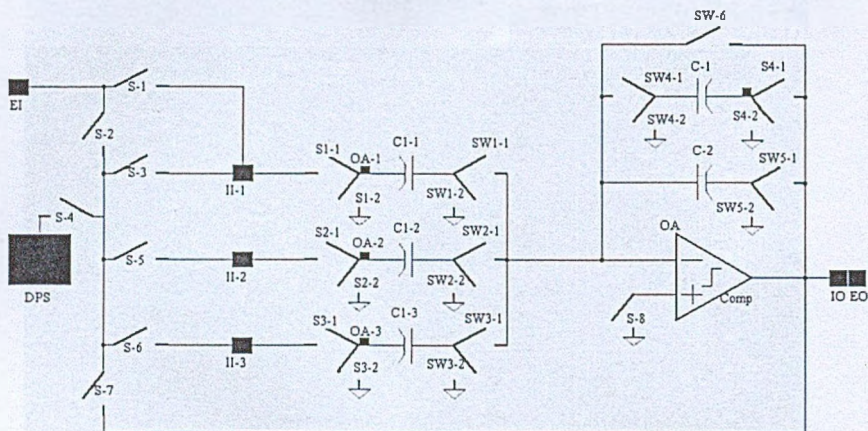 SW-6
SW4-1
C-1
S4-1
S-1
EI
SW4-2
S4-2
S-2
C-2
SW5-1
S-3
II-1
S1-1
OA-1
C1-1
SW1-1
S1-2
SW1-2
SW5-2
S-4
S2-1
OA-2
C1-2
SW2-1
OA
S-5
II-2
S2-2
SW2-2
DPS
Comp
IO EO
S3-1
OA-3
C1-3
SW3-1
S-8
S-6
II-3
S3-2
SW3-2
S-7